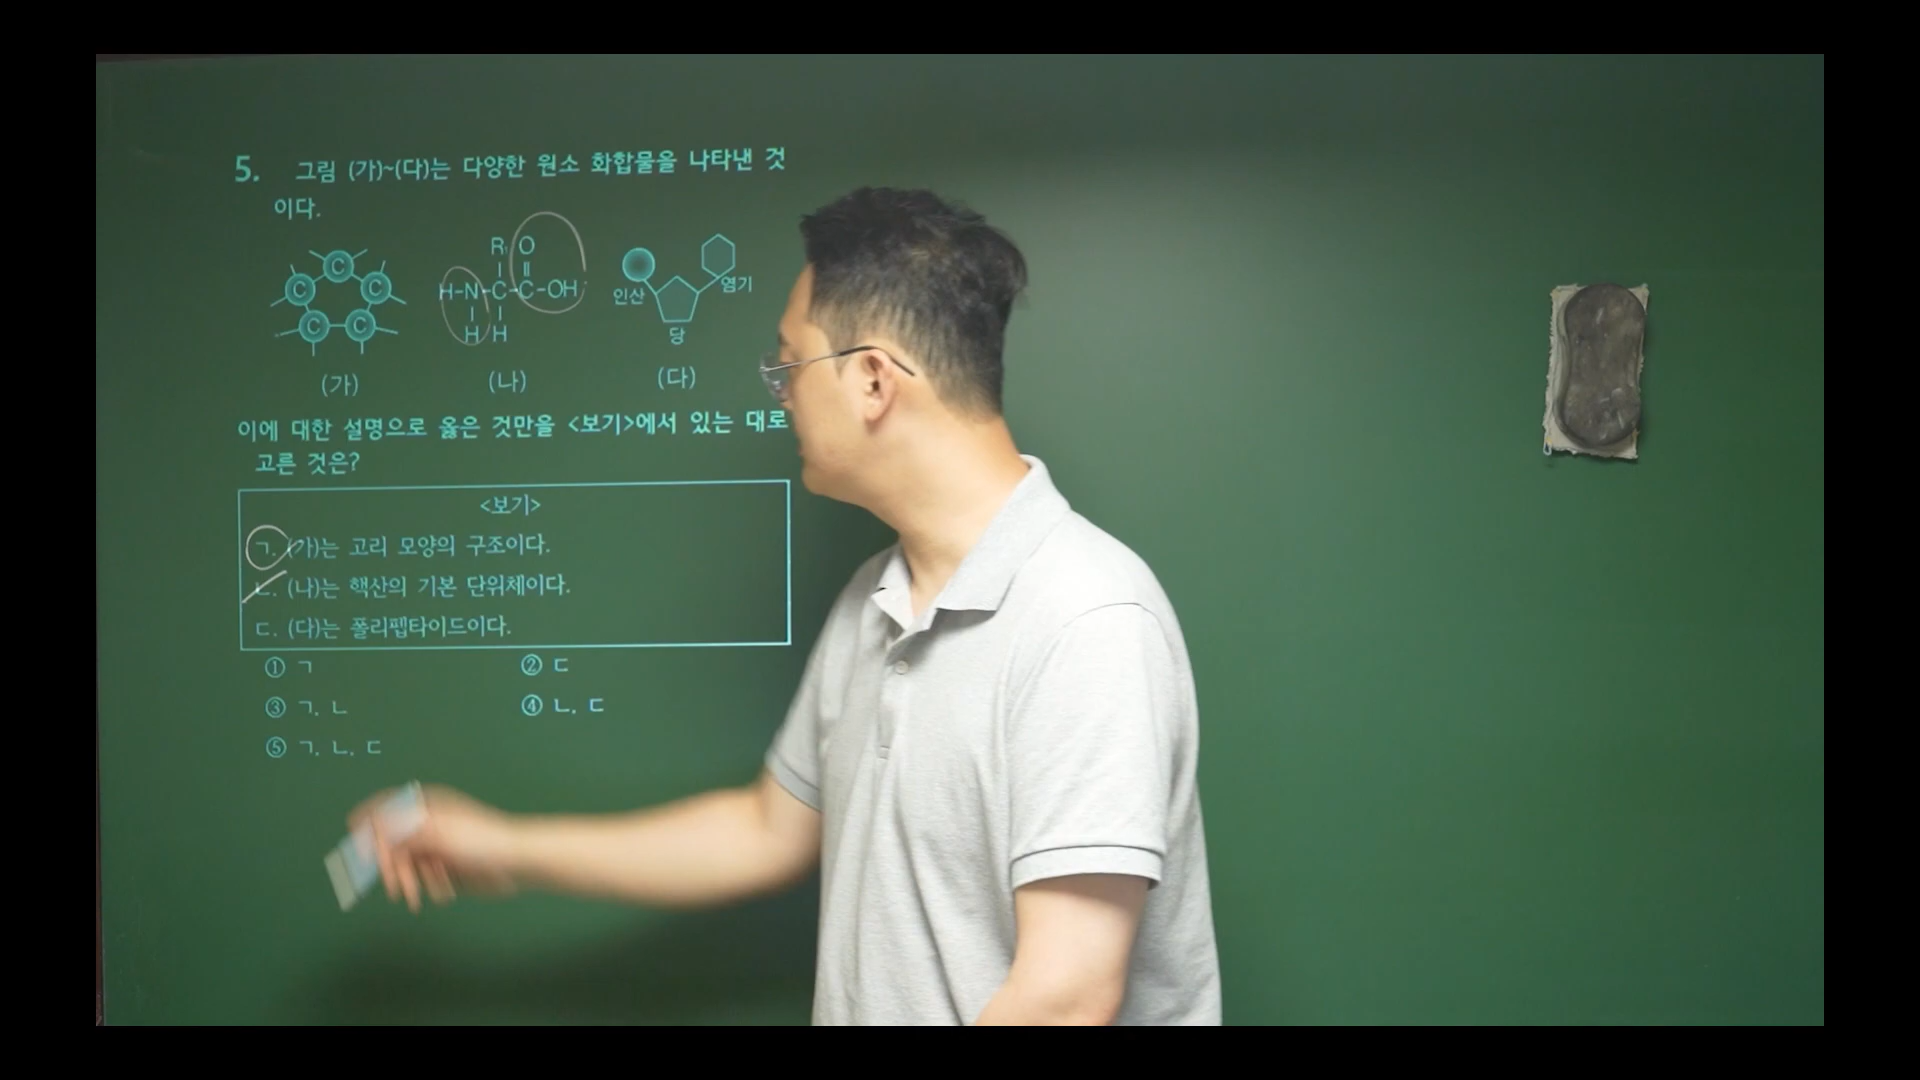 5. 그림 (가)~(다)는 다양한 원소 화합물을 나타낸 것
이다.
C C C C C
R O
H-N-C-C-OH
H H
인산 당 염기
(가) (나) (다)
이에 대한 설명으로 옳은 것만을 <보기>에서 있는 대로
고른 것은?
<보기>
ㄱ. (가)는 고리 모양의 구조이다.
ㄴ. (나)는 핵산의 기본 단위체이다.
ㄷ. (다)는 폴리펩타이드이다.
① ㄱ ② ㄷ
③ ㄱ, ㄴ ④ ㄴ, ㄷ
⑤ ㄱ, ㄴ, ㄷ